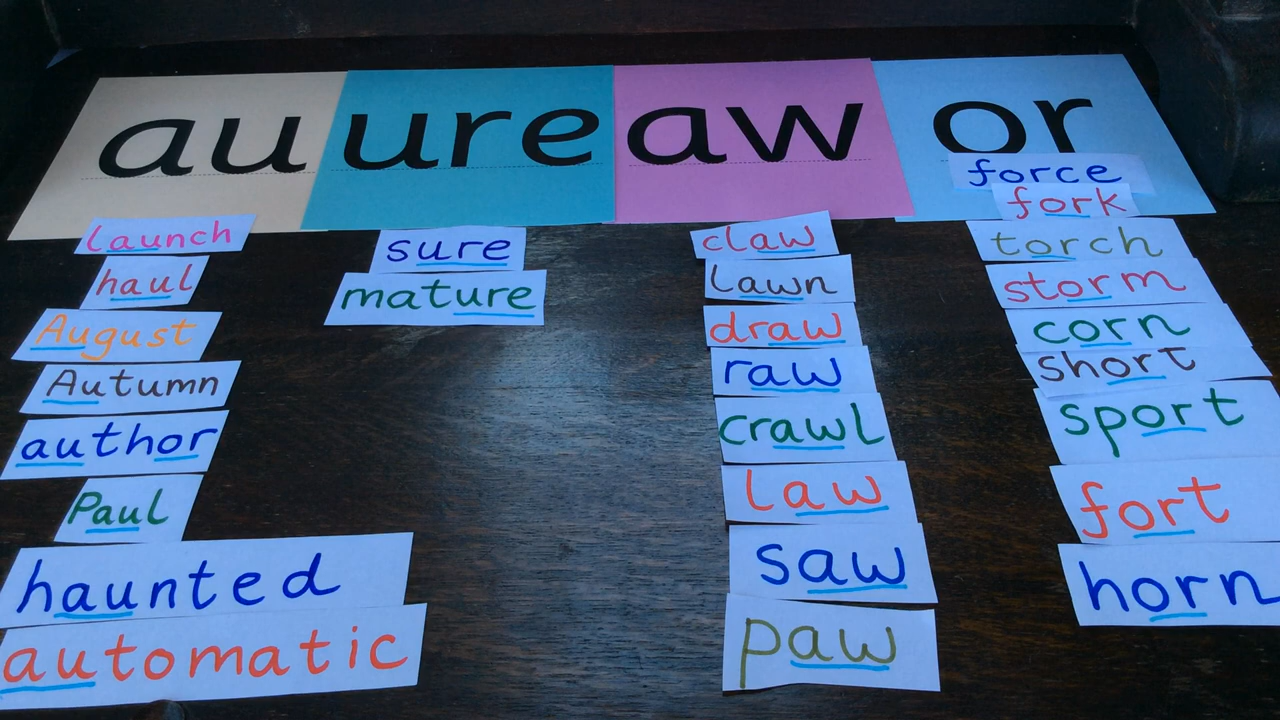 au ure aw or
launch
haul
August
Autumn
author
Paul
haunted
automatic
sure
mature
claw
lawn
draw
raw
crawl
law
saw
paw
force
fork
torch
storm
corn
short
sport
fort
horn